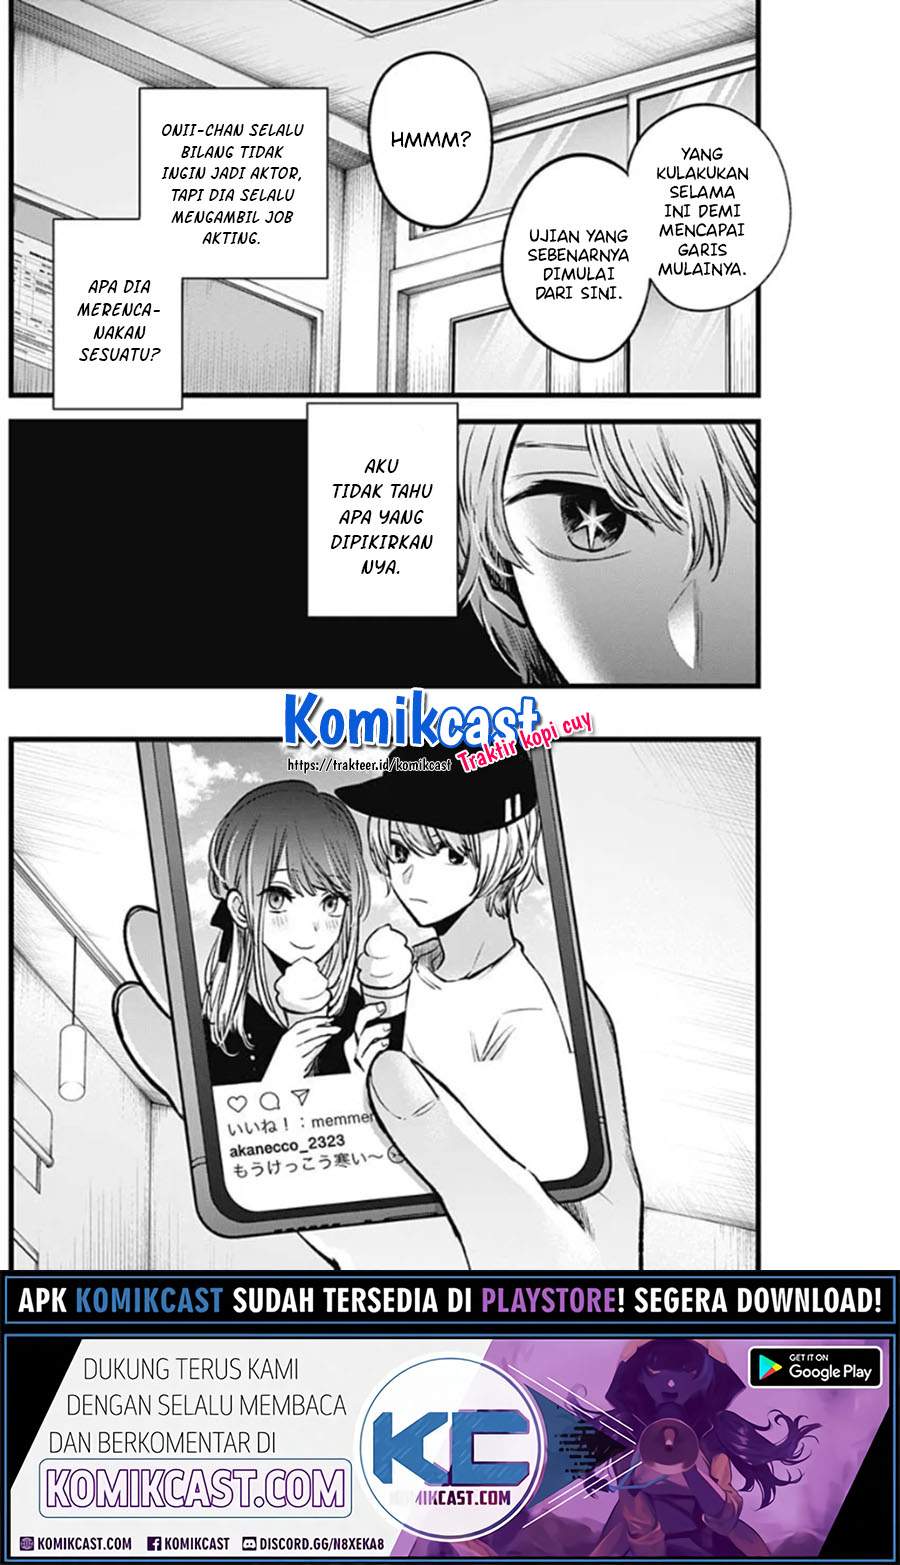 YANG
KULAKUKAN
SELAMA
INI DEMI
MENCAPAI
GARIS
MULAINYA.
UJIAN YANG
SEBENARNYA
DIMULAI
DARI SINI.
HMMM?
ONII-CHAN SELALU
BILANG TIDAK
INGIN JADI AKTOR,
TAPI DIA SELALU
MENGAMBIL JOB
AKTING.
APA DIA
MERENCA-
NAKAN
SESUATU?
AKU
TIDAK TAHU
APA YANG
DIPIKIRKAN
NYA.
Komikcast
Traktir kopi cuy
https://trakteer.id/komikcast
いいね！：memmer
akanecco_2323
もうけっこう寒い〜
APK KOMIKCAST SUDAH TERSEDIA DI PLAYSTORE! SEGERA DOWNLOAD!
DUKUNG TERUS KAMI
DENGAN SELALU MEMBACA
DAN BERKOMENTAR DI
KOMIKCAST.COM
KC
KOMIKCAST.COM
GET IT ON
Google Play
KOMIKCAST.COM
KOMIKCAST
DISCORD.GG/N8XEKA8